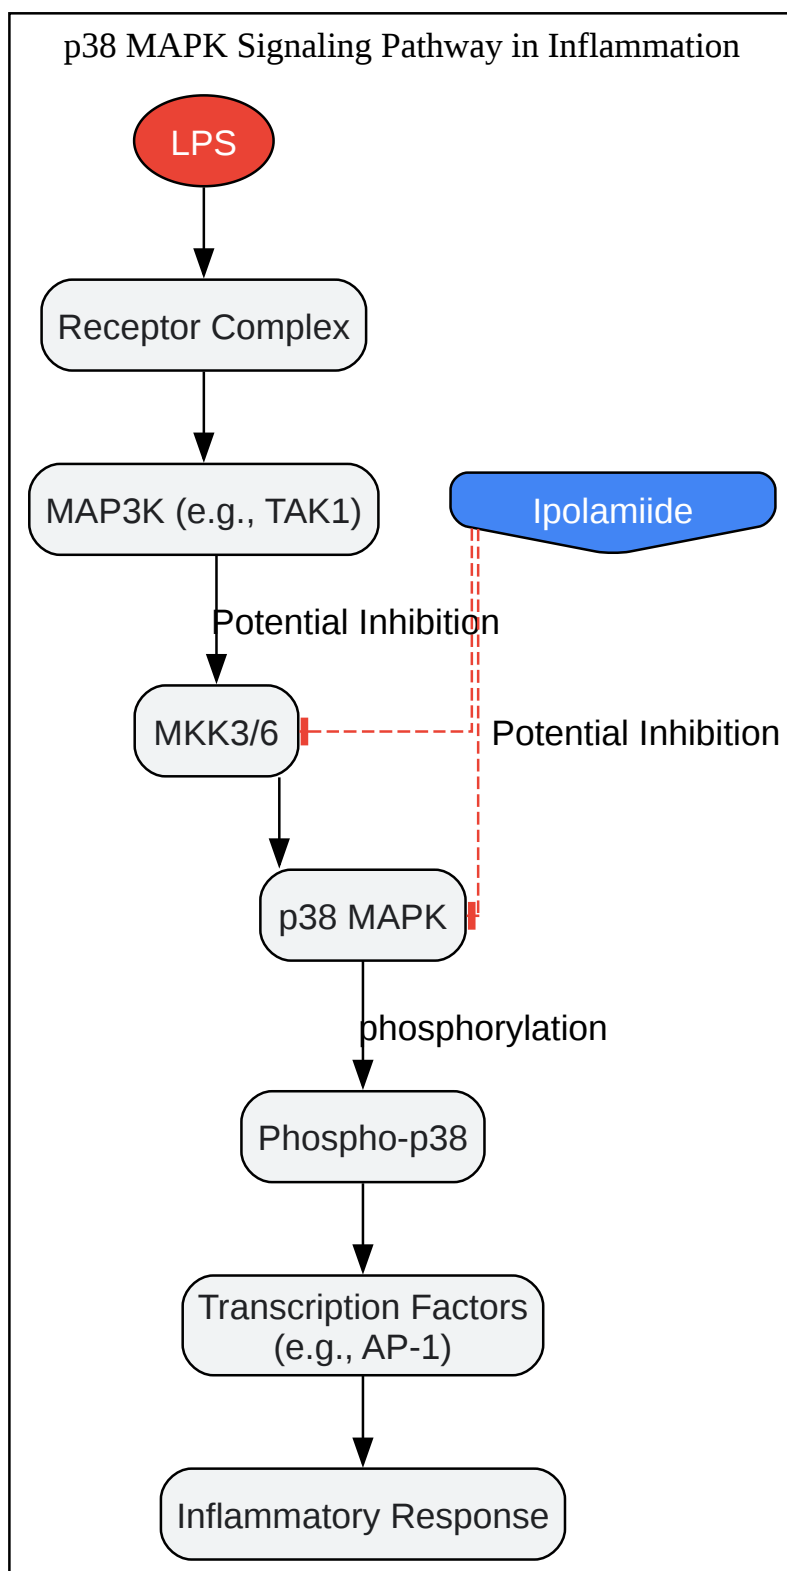 p38 MAPK Signaling Pathway in Inflammation
LPS
Receptor Complex
MAP3K (e.g., TAK1)
Ipolamiide
Potential Inhibition
MKK3/6
Potential Inhibition
p38 MAPK
phosphorylation
Phospho-p38
Transcription Factors
(e.g., AP-1)
Inflammatory Response